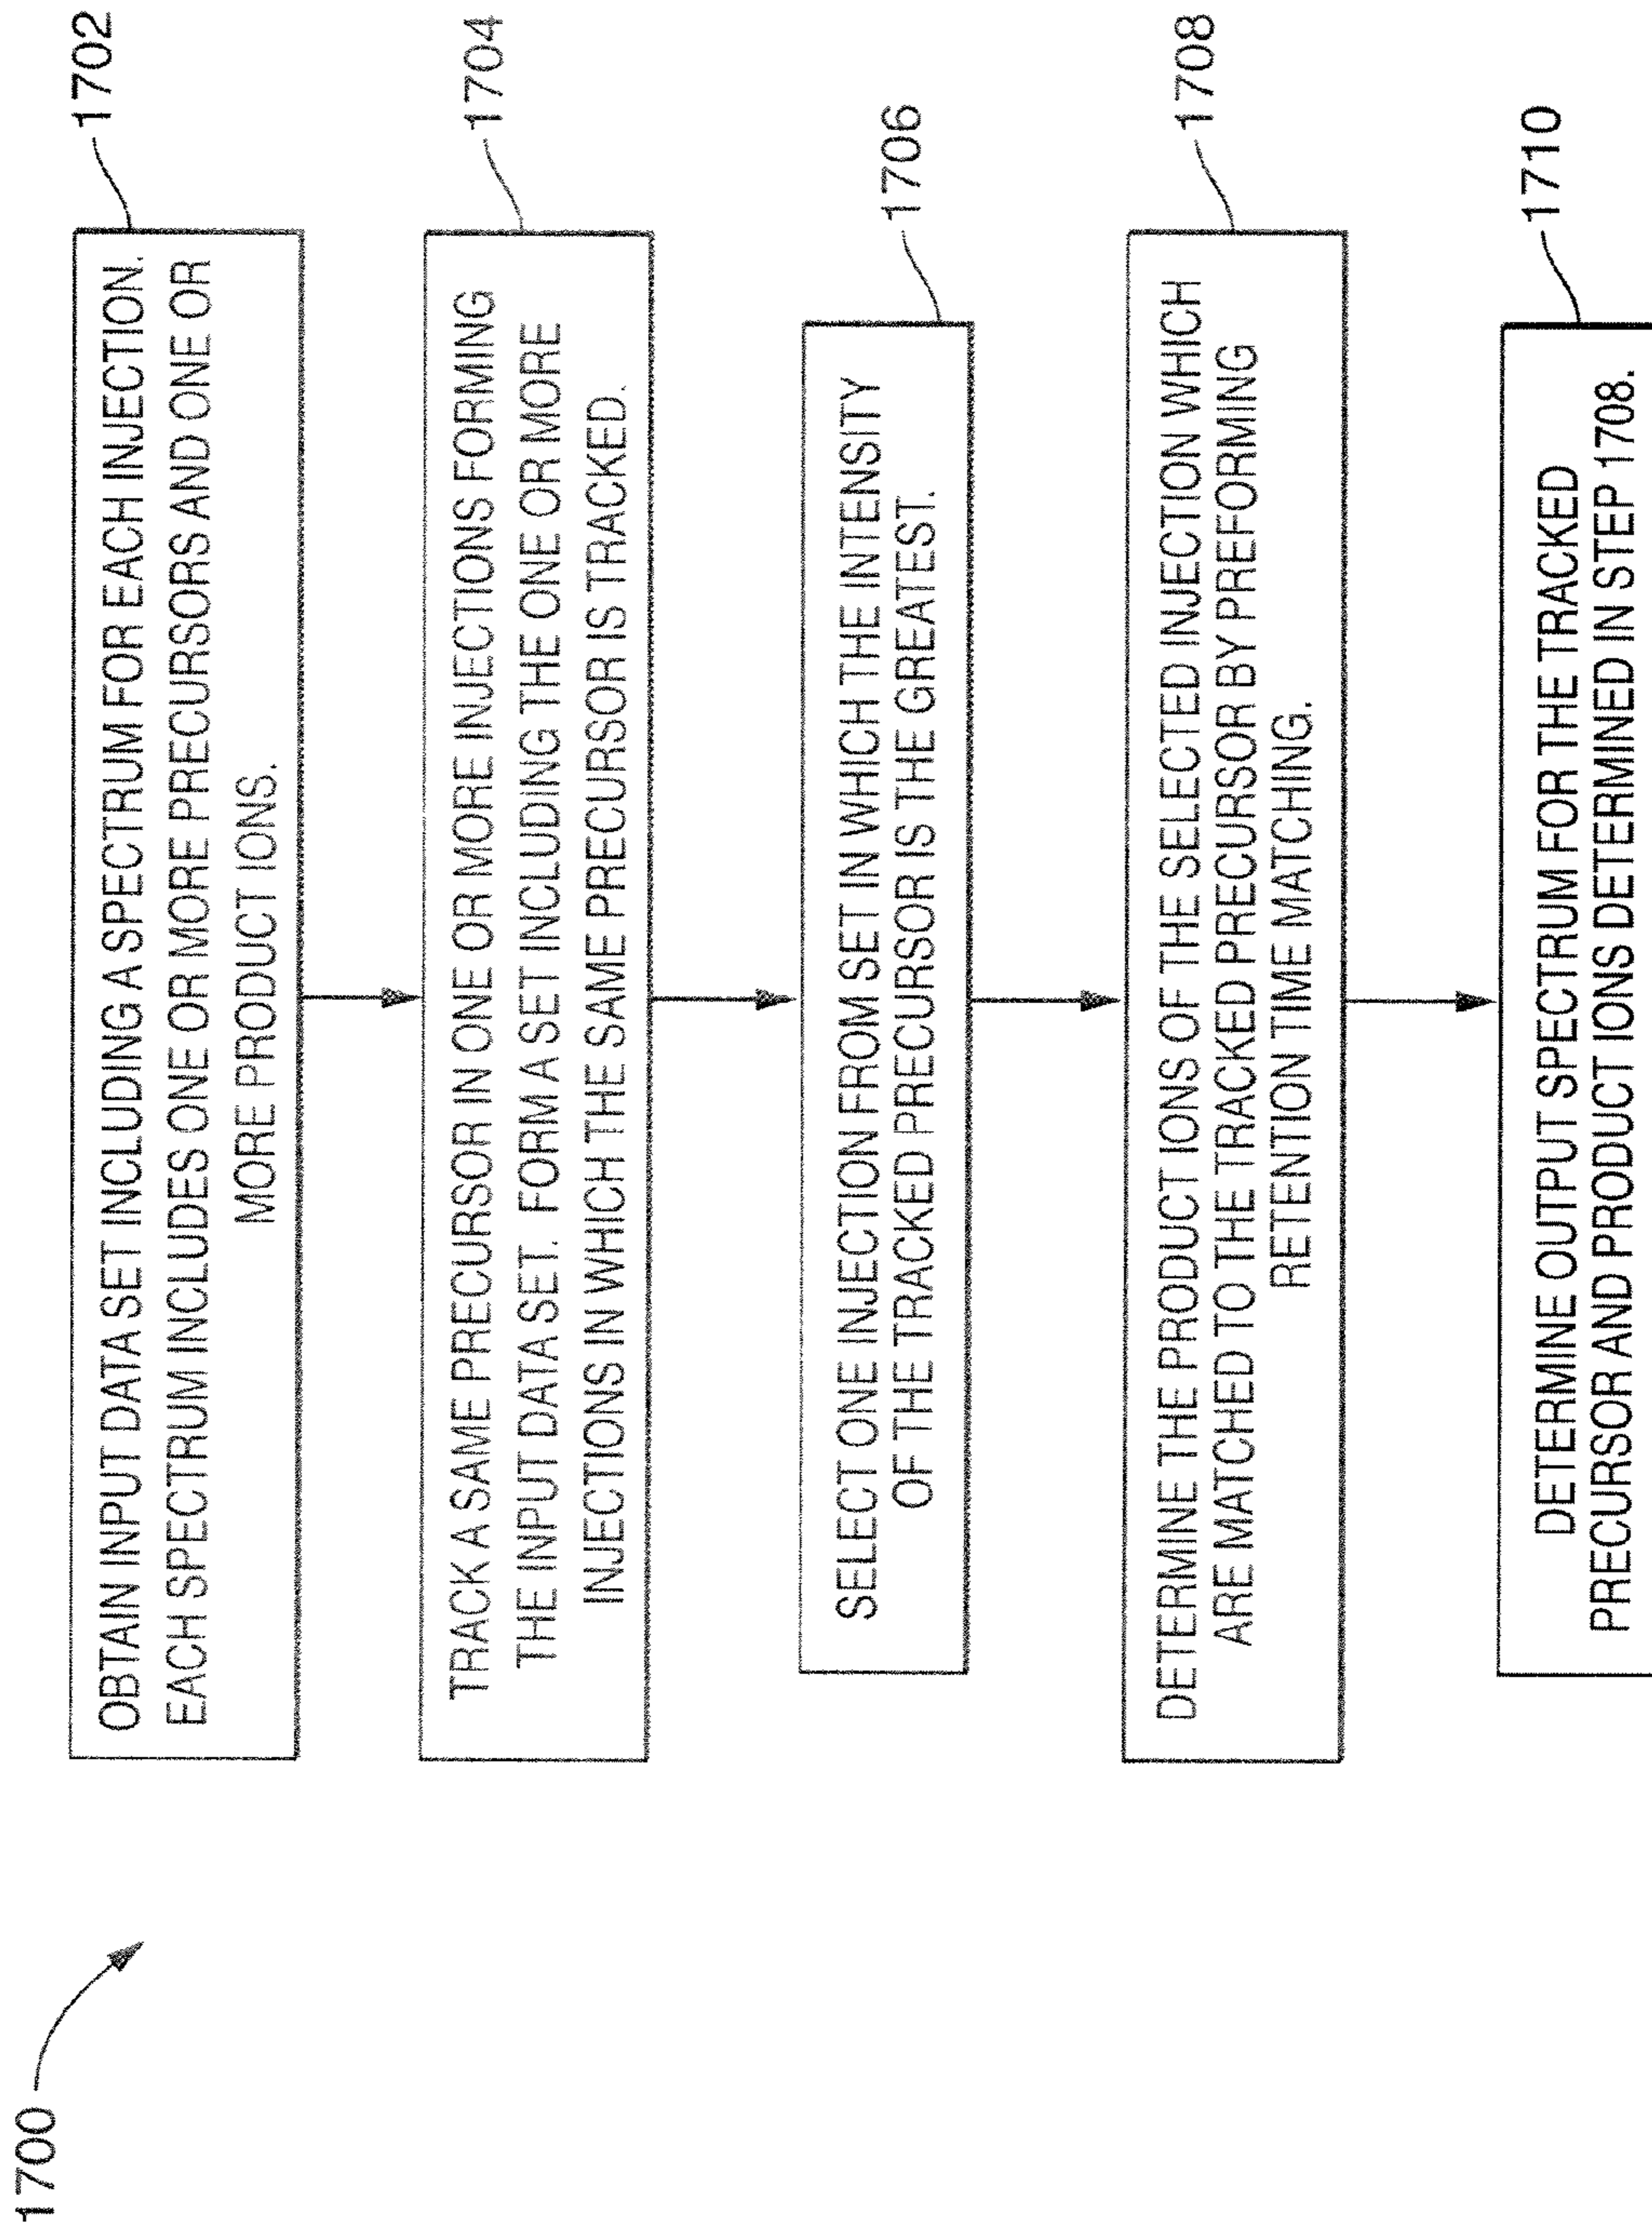 1700
OBTAIN INPUT DATA SET INCLUDING A SPECTRUM FOR EACH INJECTION.
EACH SPECTRUM INCLUDES ONE OR MORE PRECURSORS AND ONE OR
MORE PRODUCT IONS.
1702
TRACK A SAME PRECURSOR IN ONE OR MORE INJECTIONS FORMING
THE INPUT DATA SET. FORM A SET INCLUDING THE ONE OR MORE
INJECTIONS IN WHICH THE SAME PRECURSOR IS TRACKED.
1704
SELECT ONE INJECTION FROM SET IN WHICH THE INTENSITY
OF THE TRACKED PRECURSOR IS THE GREATEST.
1706
DETERMINE THE PRODUCT IONS OF THE SELECTED INJECTION WHICH
ARE MATCHED TO THE TRACKED PRECURSOR BY PREFORMING
RETENTION TIME MATCHING.
1708
DETERMINE OUTPUT SPECTRUM FOR THE TRACKED
PRECURSOR AND PRODUCT IONS DETERMINED IN STEP 1708.
1710